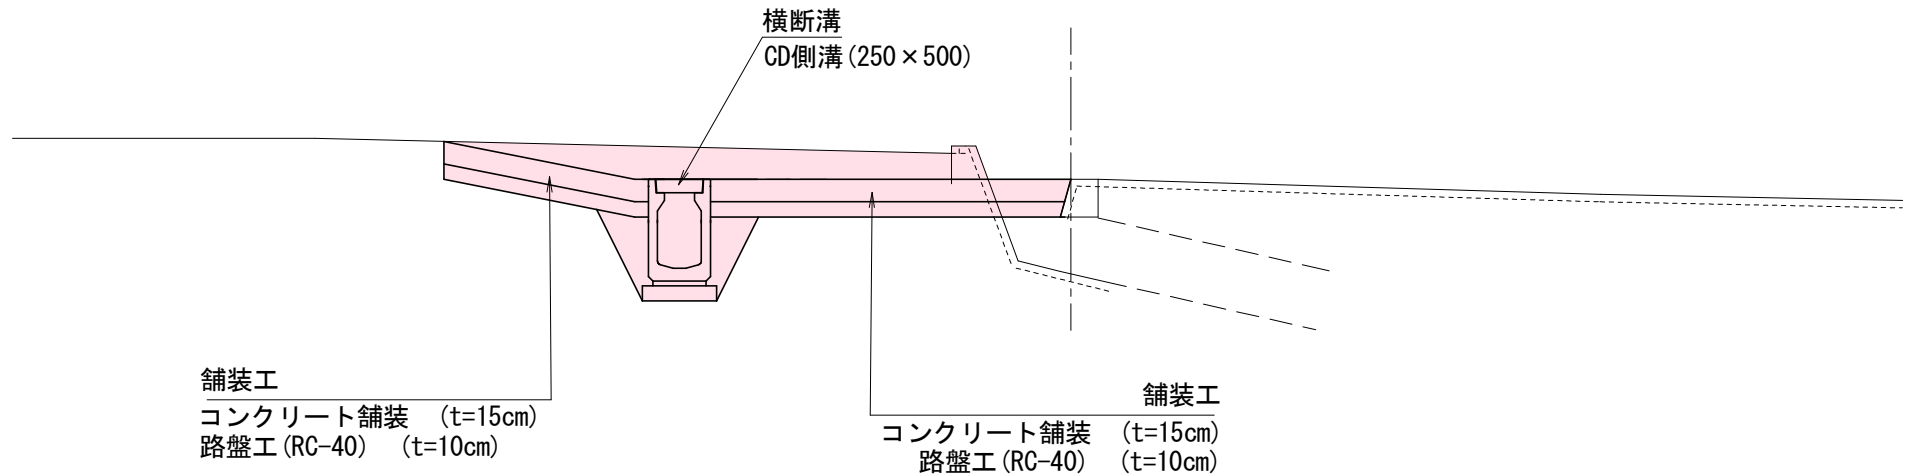 横断溝
CD側溝(250×500)
舗装工
コンクリート舗装 (t=15cm)
路盤工(RC-40) (t=10cm)
舗装工
コンクリート舗装 (t=15cm)
路盤工(RC-40) (t=10cm)